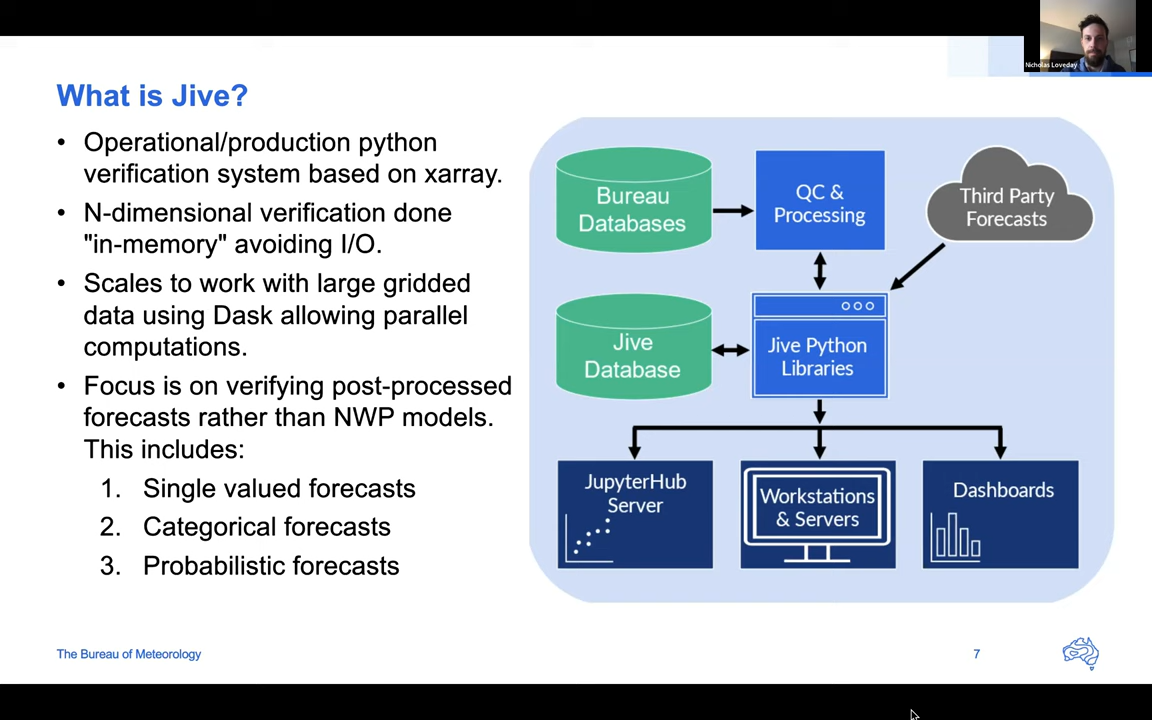 Nicholas Loveday
What is Jive?
• Operational/production python
verification system based on xarray.
• N-dimensional verification done
"in-memory" avoiding I/O.
• Scales to work with large gridded
data using Dask allowing parallel
computations.
• Focus is on verifying post-processed
forecasts rather than NWP models.
This includes:
1. Single valued forecasts
2. Categorical forecasts
3. Probabilistic forecasts
Bureau
Databases
QC &
Processing
Third Party
Forecasts
Jive
Database
Jive Python
Libraries
JupyterHub
Server
Workstations
& Servers
Dashboards
The Bureau of Meteorology
7